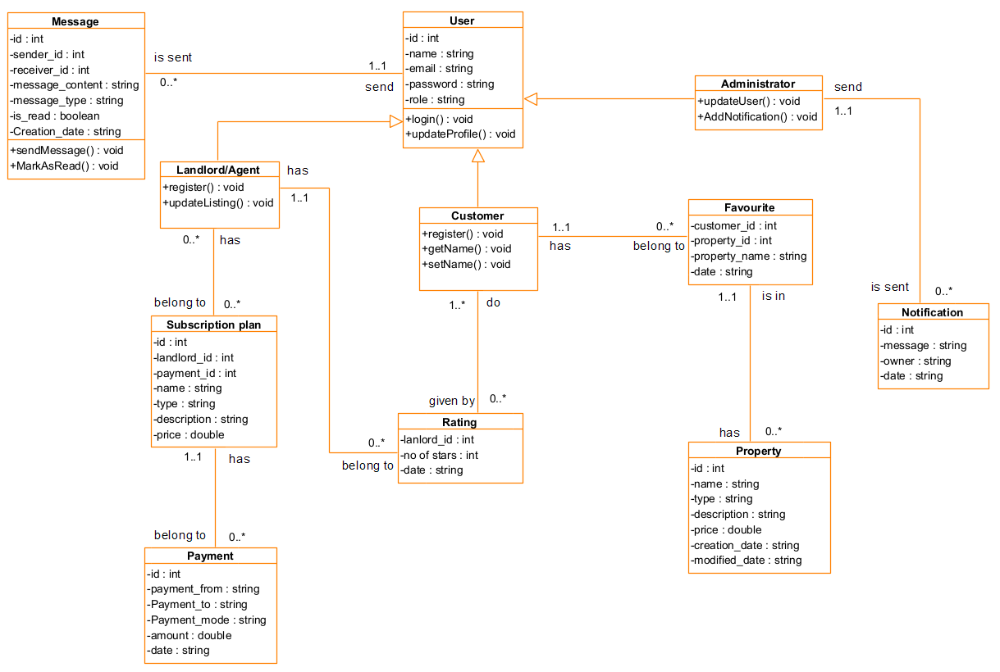 Message
-id : int
-sender_id : int
-receiver_id : int
-message_content : string
-message_type : string
-is_read : boolean
-Creation_date : string
+sendMessage() : void
+MarkAsRead() : void
is sent
0..*
1..1
send
User
-id : int
-name : string
-email : string
-password : string
-role : string
+login() : void
+updateProfile() : void
Administrator
+updateUser() : void
+AddNotification() : void
send
1..1
Landlord/Agent
+register() : void
+updateListing() : void
has
1..1
0..*
has
Customer
+register() : void
+getName() : void
+setName() : void
1..1
has
0..*
belong to
Favourite
-customer_id : int
-property_id : int
-property_name : string
-date : string
is sent
0..*
Notification
-id : int
-message : string
-owner : string
-date : string
belong to
0..*
Subscription plan
-id : int
-landlord_id : int
-payment_id : int
-name : string
-type : string
-description : string
-price : double
1..*
do
given by
0..*
Rating
-lanlord_id : int
-no of stars : int
-date : string
0..*
belong to
1..1
is in
has
0..*
Property
-id : int
-name : string
-type : string
-description : string
-price : double
-creation_date : string
-modified_date : string
1..1
has
belong to
0..*
Payment
-id : int
-payment_from : string
-Payment_to : string
-Payment_mode : string
-amount : double
-date : string